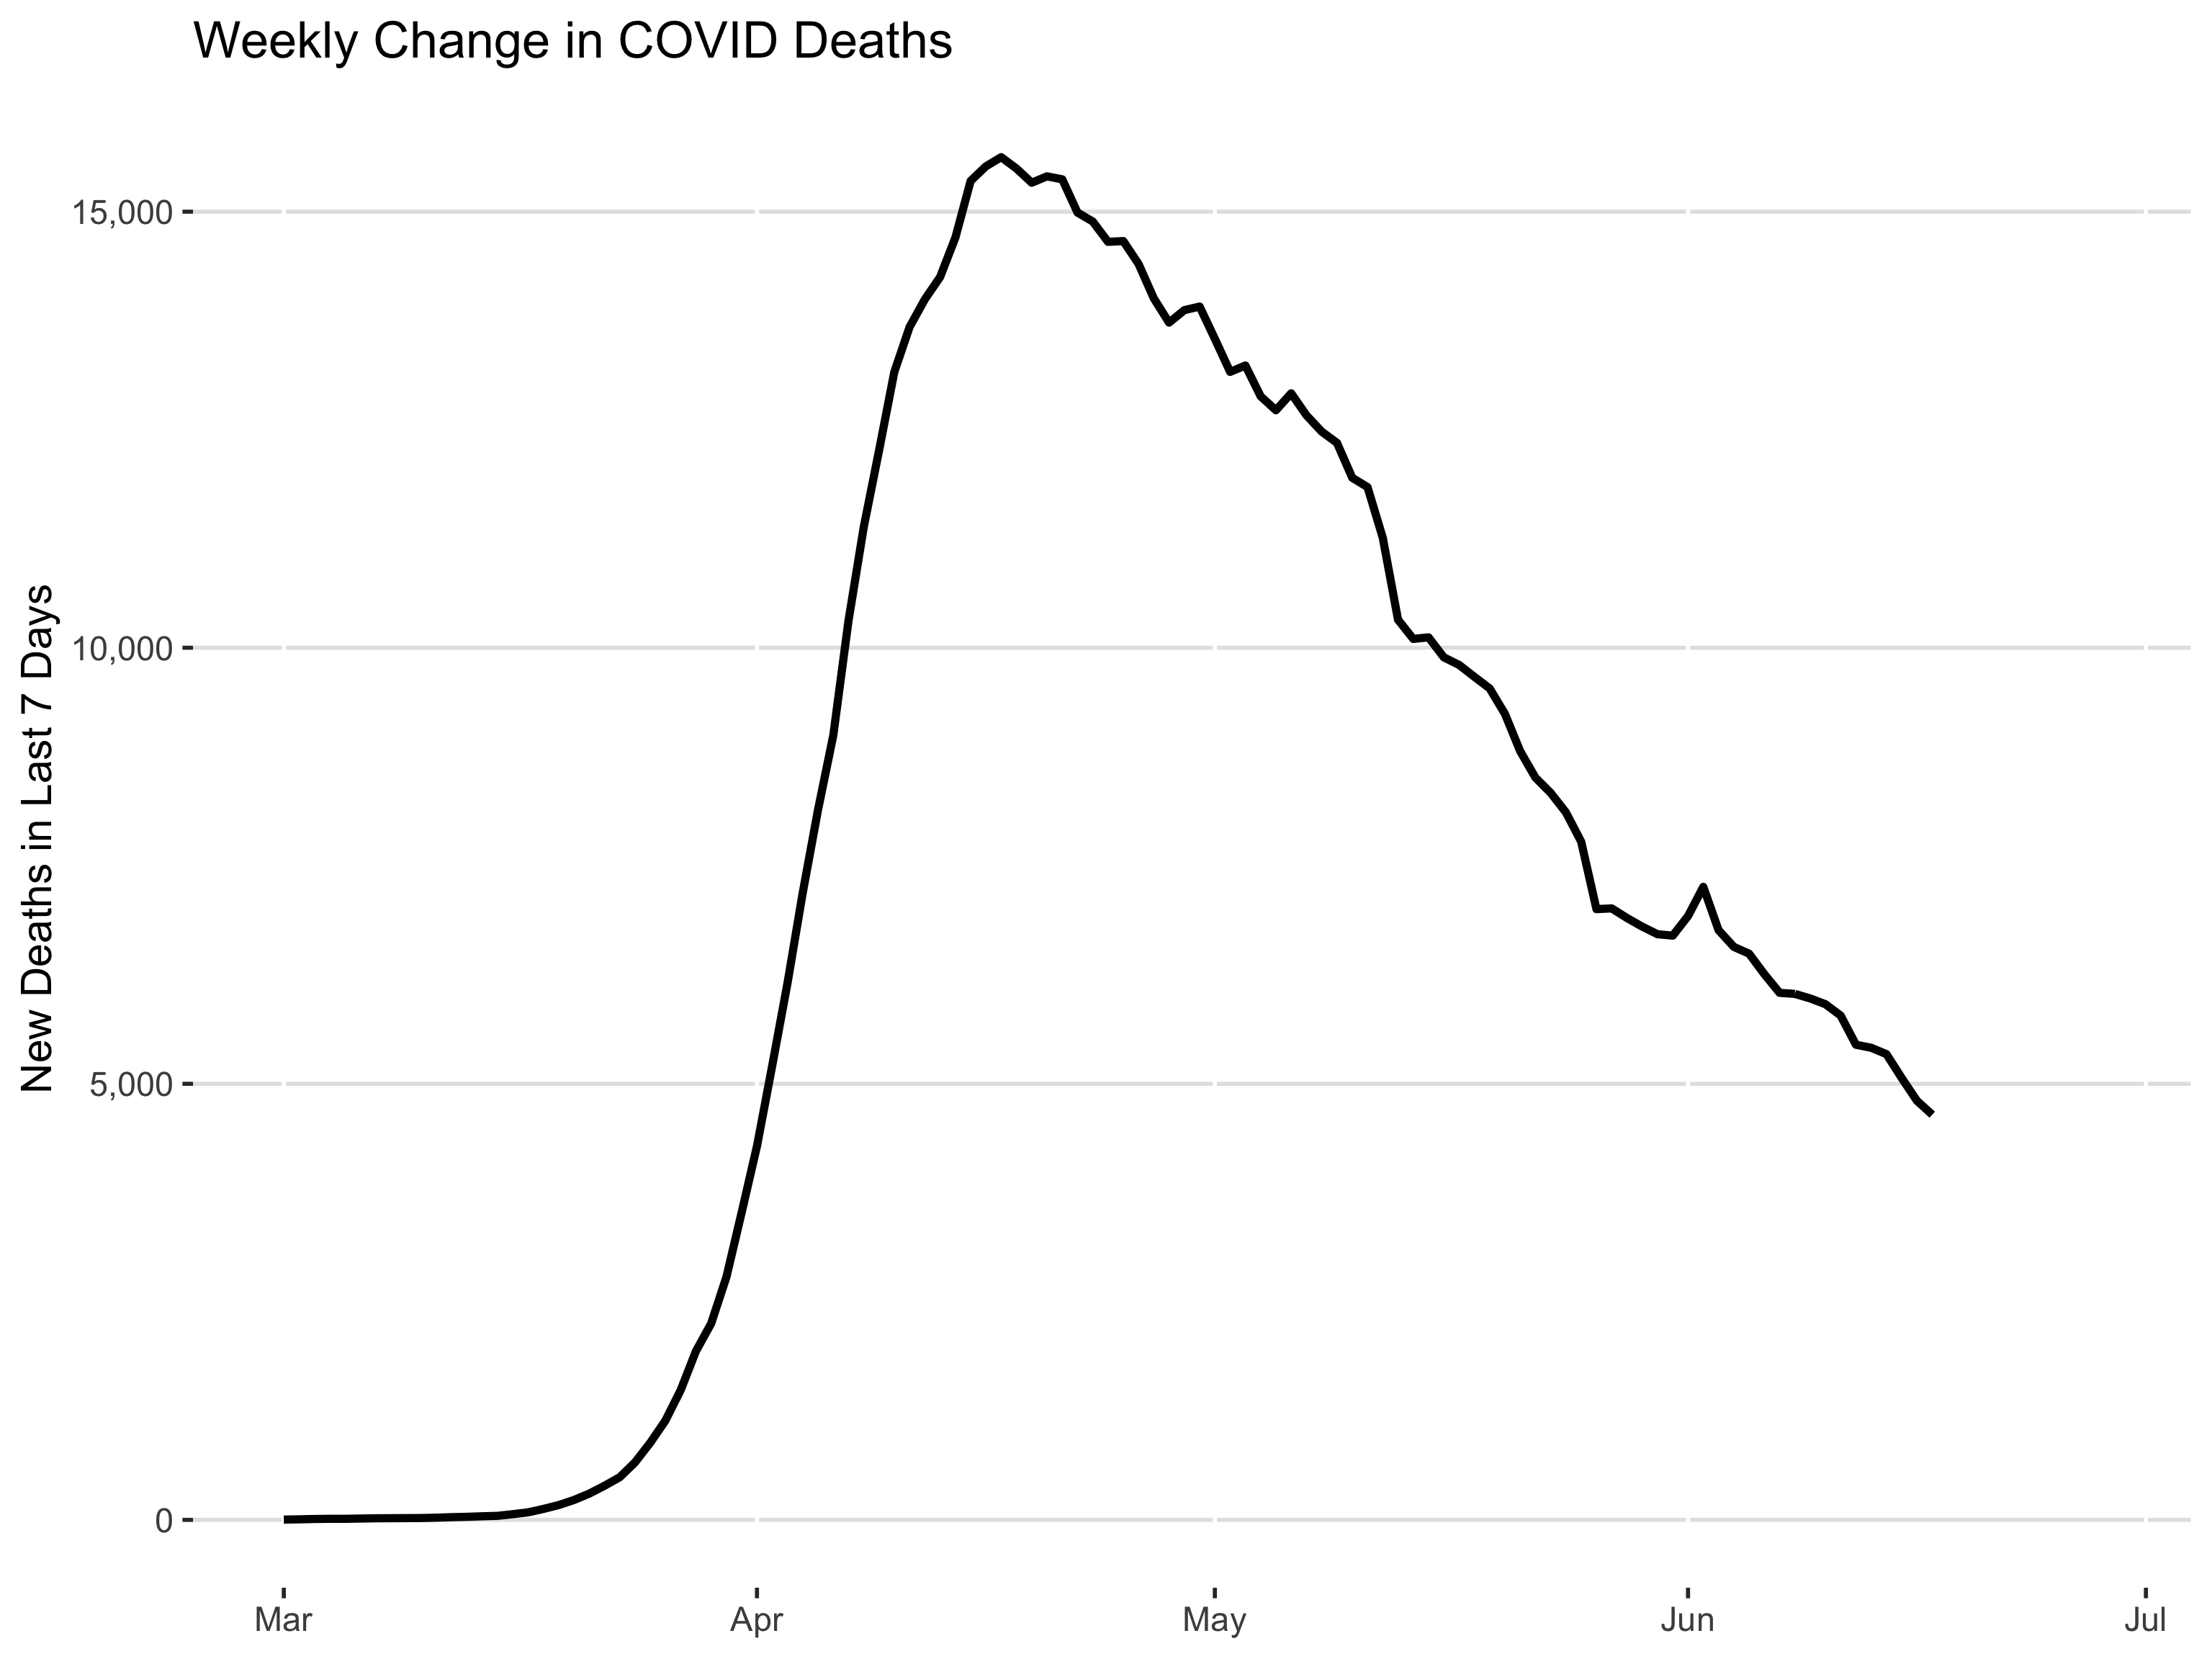 Weekly Change in COVID Deaths
New Deaths in Last 7 Days
15,000
10,000
5,000
0
Mar
Apr
May
Jun
Jul